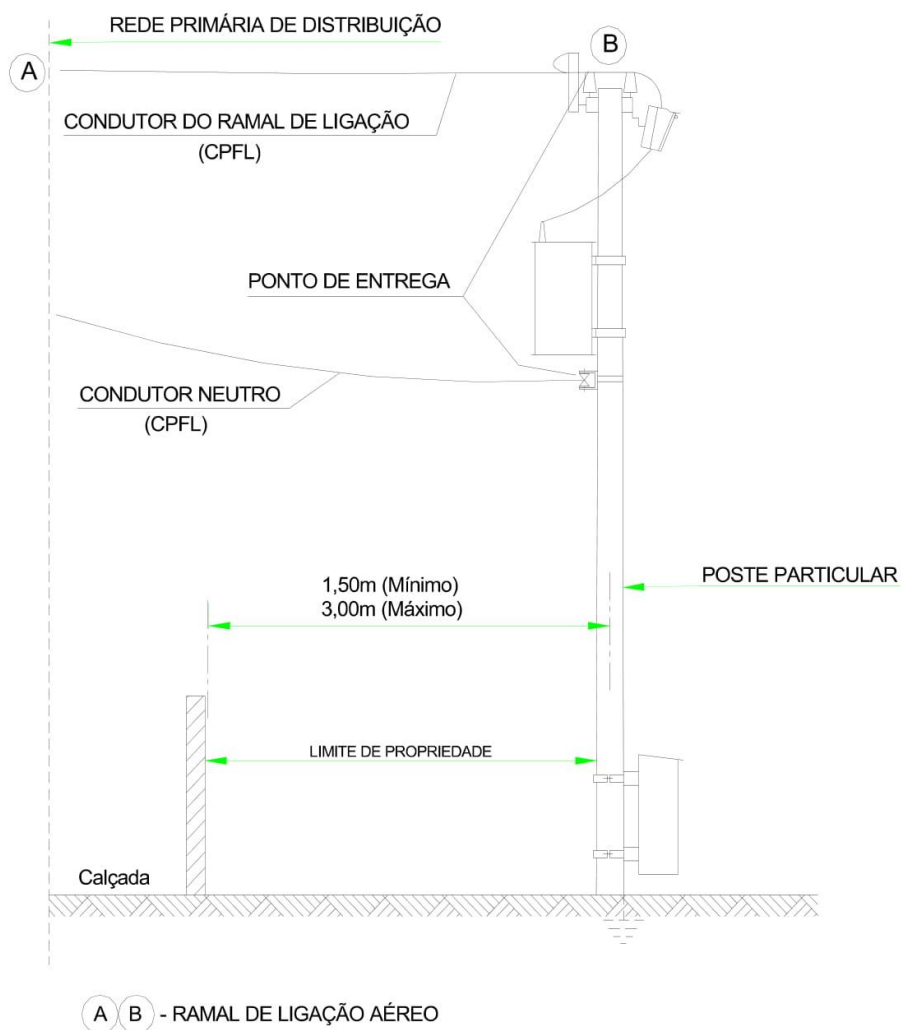 REDE PRIMÁRIA DE DISTRIBUIÇÃO
A
B
CONDUTOR DO RAMAL DE LIGAÇÃO
(CPFL)
PONTO DE ENTREGA
CONDUTOR NEUTRO
(CPFL)
1,50m (Mínimo)
3,00m (Máximo)
POSTE PARTICULAR
LIMITE DE PROPRIEDADE
Calçada
A B - RAMAL DE LIGAÇÃO AÉREO